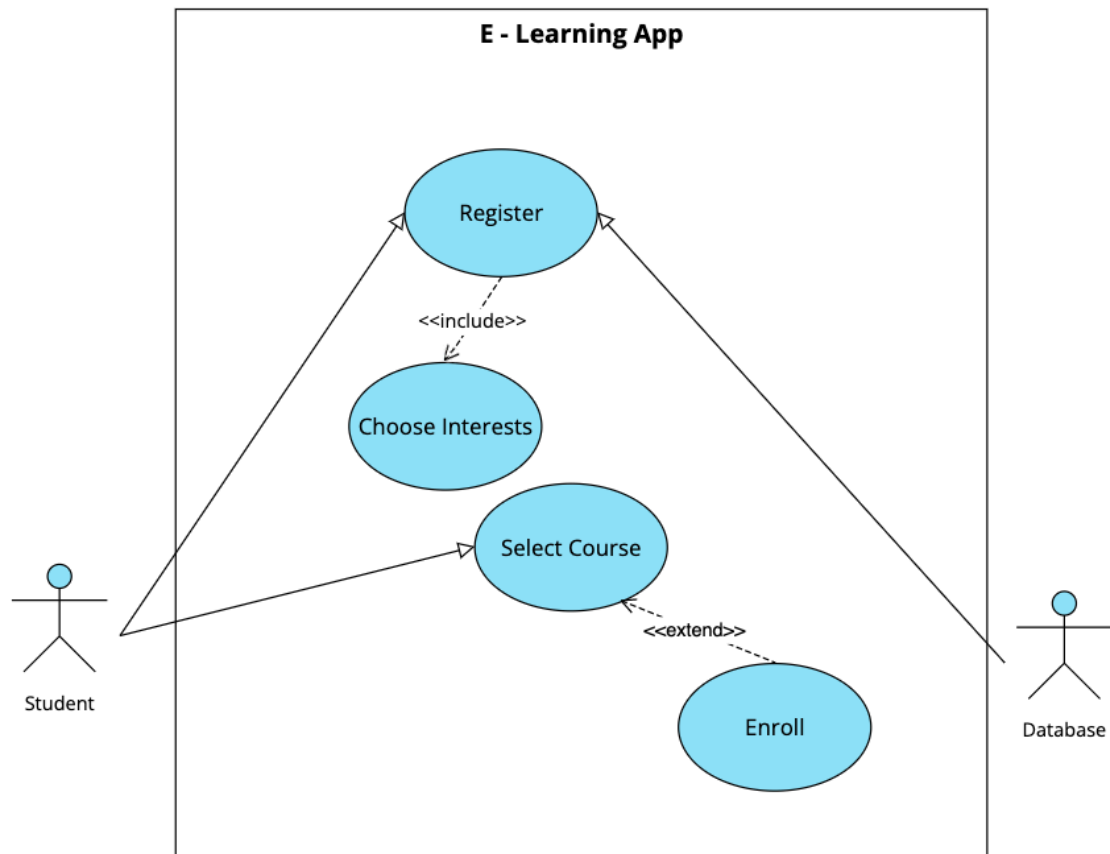 E - Learning App
Register
<<include>>
Choose Interests
Select Course
<<extend>>
Student
Enroll
Database